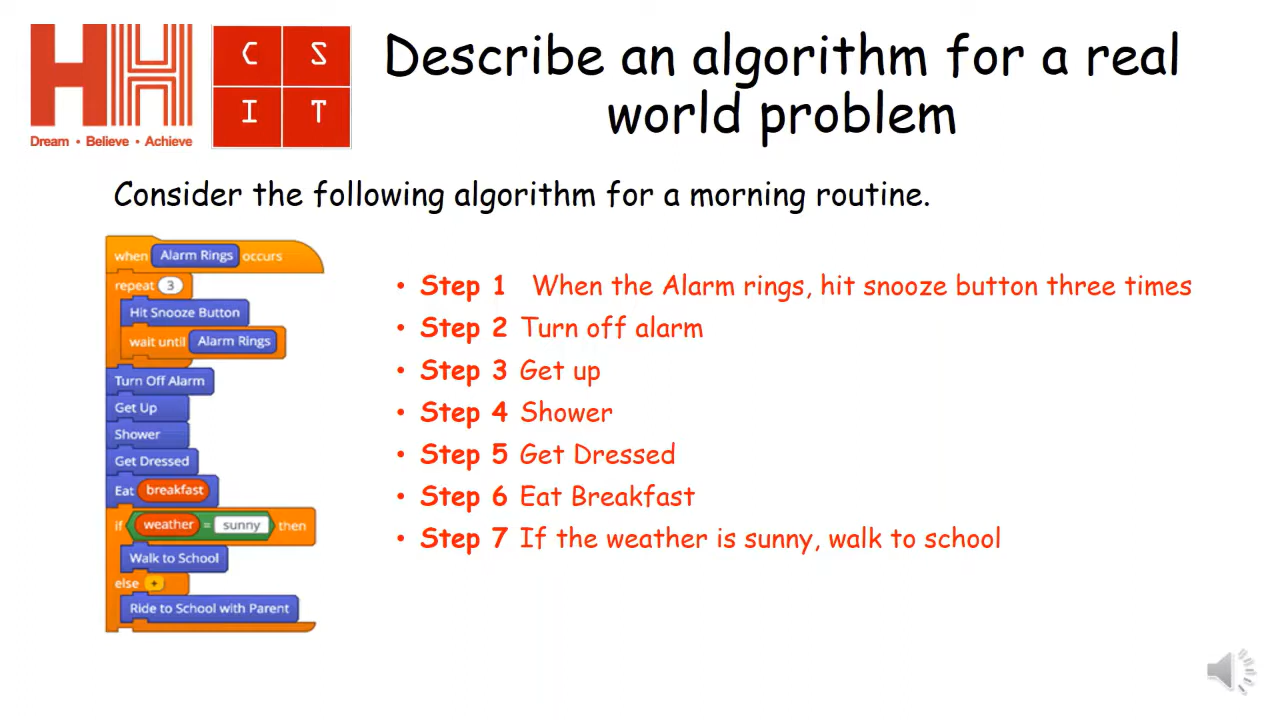 C S
I T
Dream • Believe • Achieve
Describe an algorithm for a real
world problem
Consider the following algorithm for a morning routine.
when Alarm Rings occurs
repeat 3
Hit Snooze Button
wait until Alarm Rings
Turn Off Alarm
Get Up
Shower
Get Dressed
Eat breakfast
if weather = sunny then
Walk to School
else +
Ride to School with Parent
• Step 1 When the Alarm rings, hit snooze button three times
• Step 2 Turn off alarm
• Step 3 Get up
• Step 4 Shower
• Step 5 Get Dressed
• Step 6 Eat Breakfast
• Step 7 If the weather is sunny, walk to school